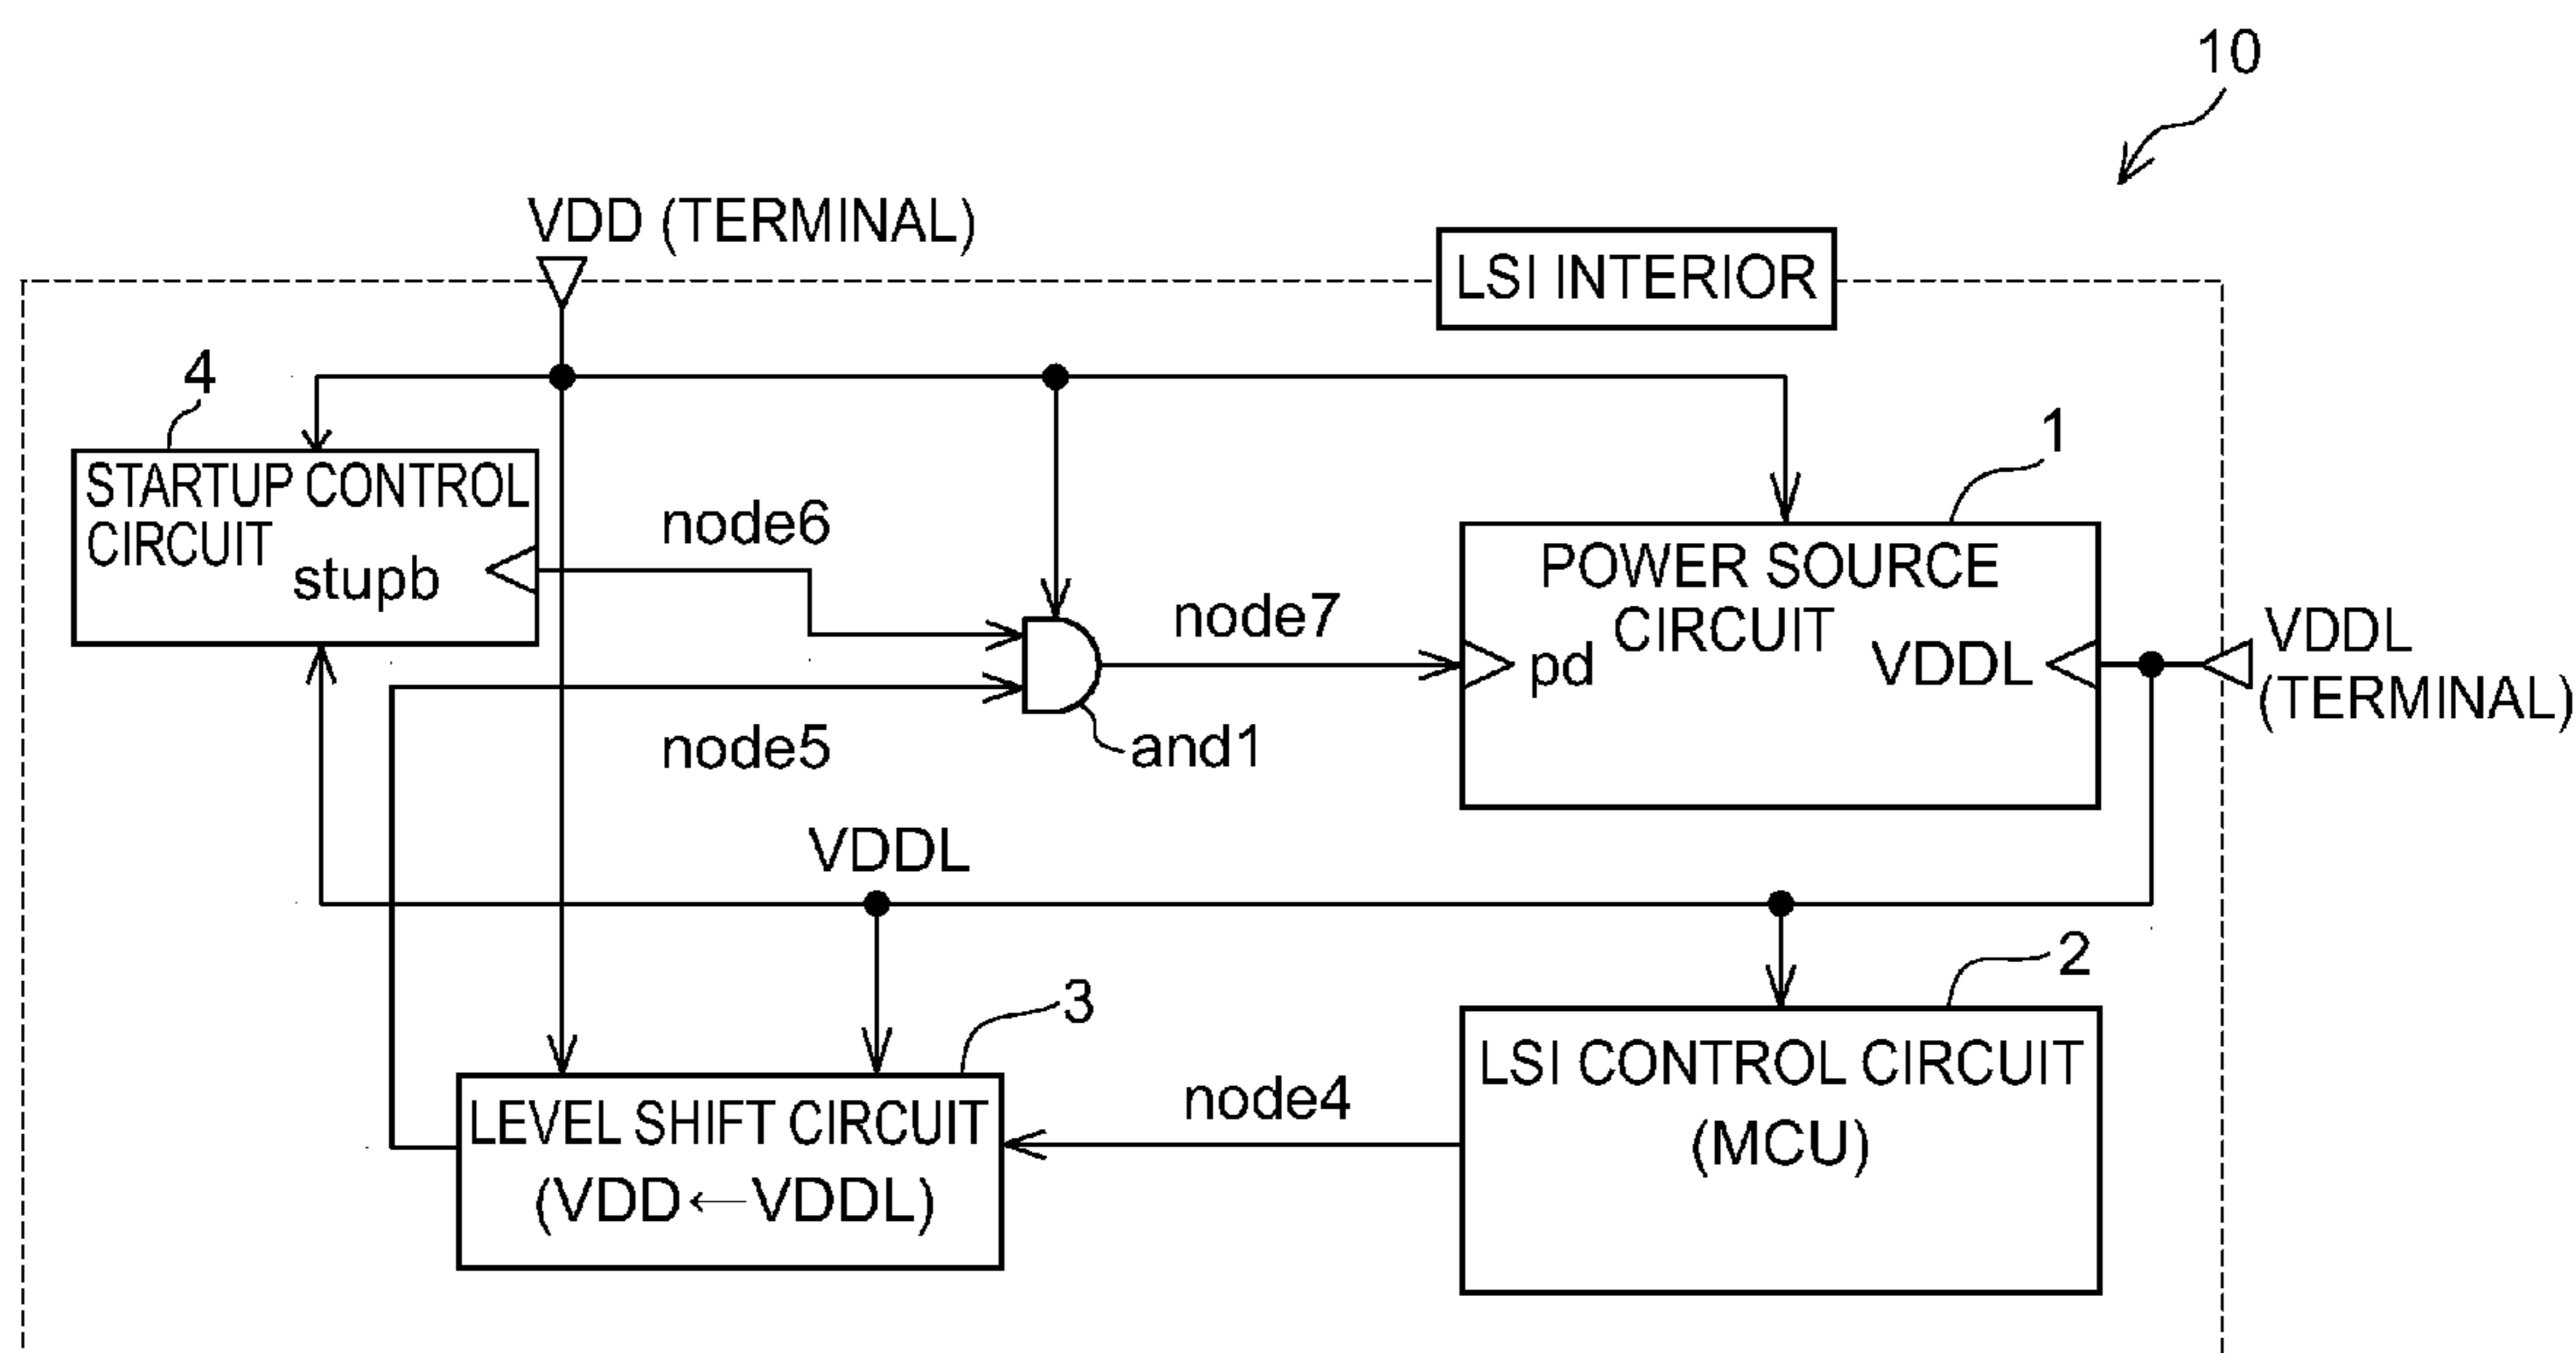 10
VDD (TERMINAL)
LSI INTERIOR
4
1
STARTUP CONTROL
CIRCUIT
stupb
node6
node7
POWER SOURCE
CIRCUIT
pd
VDDL
VDDL
(TERMINAL)
node5
and1
VDDL
2
3
LSI CONTROL CIRCUIT
(MCU)
node4
LEVEL SHIFT CIRCUIT
(VDD←VDDL)